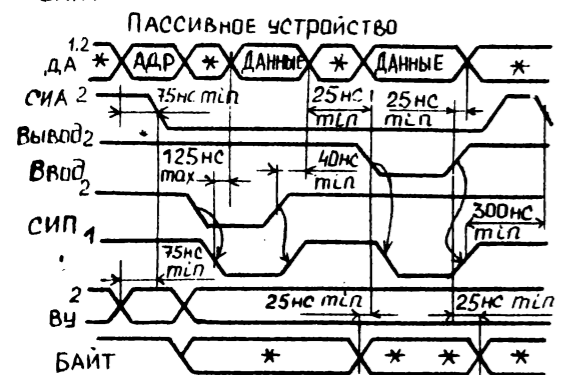 ПАССИВНОЕ УСТРОЙСТВО
ДА 1,2 * АДР * ДАННЫЕ * ДАННЫЕ *
СИА 2 75нс min 25нс min 25нс min
ВЫВОД 2
ВВОД 2 125нс max 40нс min
СИП 1 300нс min
75нс min
ВУ 2 25нс min 25нс min
БАЙТ * * * *